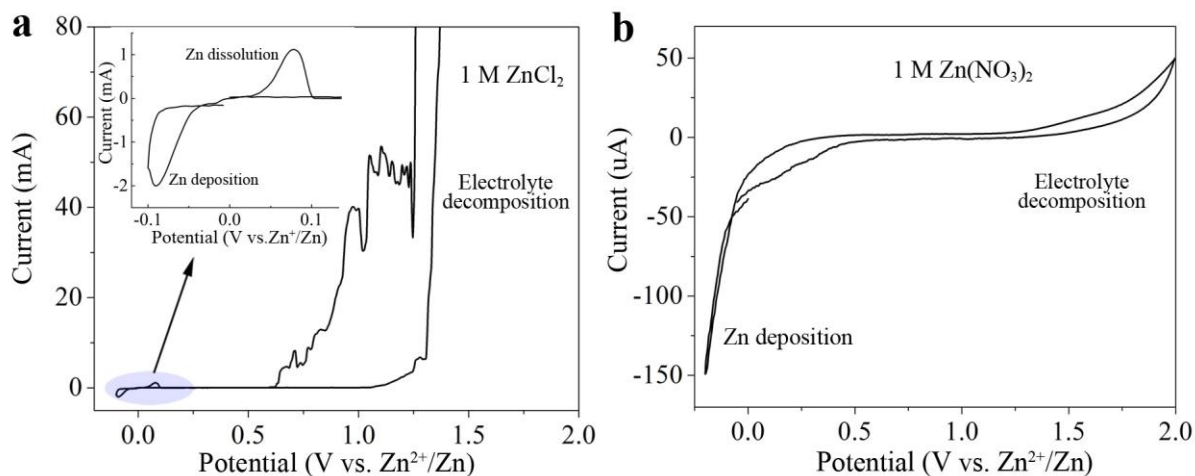 a
80
60
40
20
0
Current (mA)
0.0 0.5 1.0 1.5 2.0
Potential (V vs. Zn²⁺/Zn)
1 M ZnCl₂
Electrolyte
decomposition
Zn dissolution
Zn deposition
1
0
-1
-2
Current (mA)
-0.1 0.0 0.1
Potential (V vs.Zn⁺/Zn)
b
50
0
-50
-100
-150
Current (uA)
0.0 0.5 1.0 1.5 2.0
Potential (V vs. Zn²⁺/Zn)
1 M Zn(NO₃)₂
Electrolyte
decomposition
Zn deposition